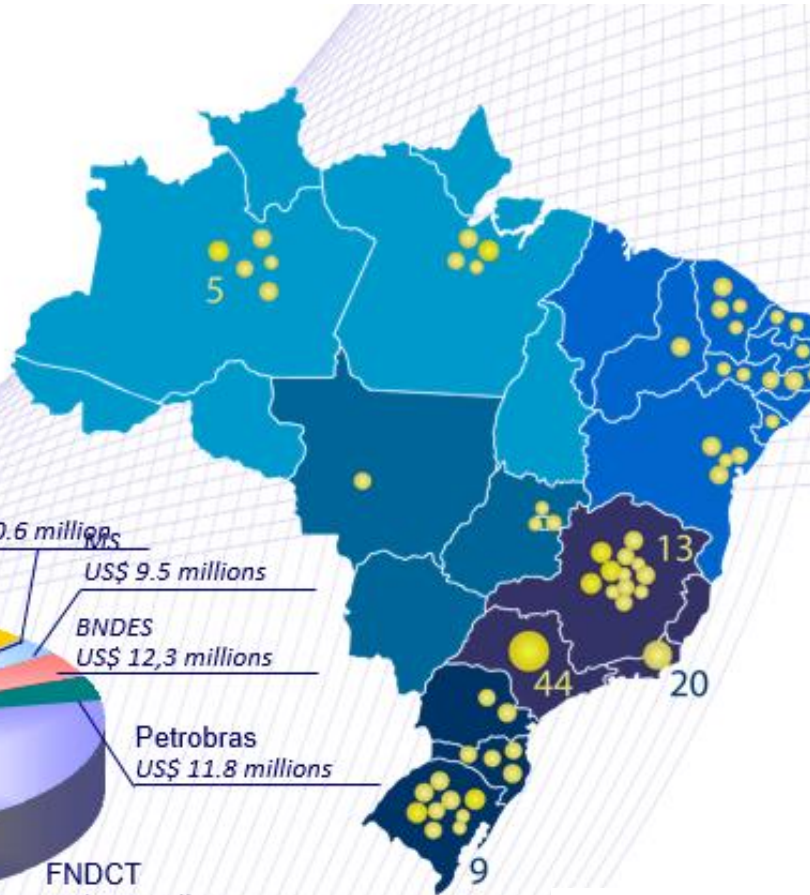 5
13
44
20
9
0.6 million
MS
US$ 9.5 millions
BNDES
US$ 12,3 millions
Petrobras
US$ 11.8 millions
FNDCT